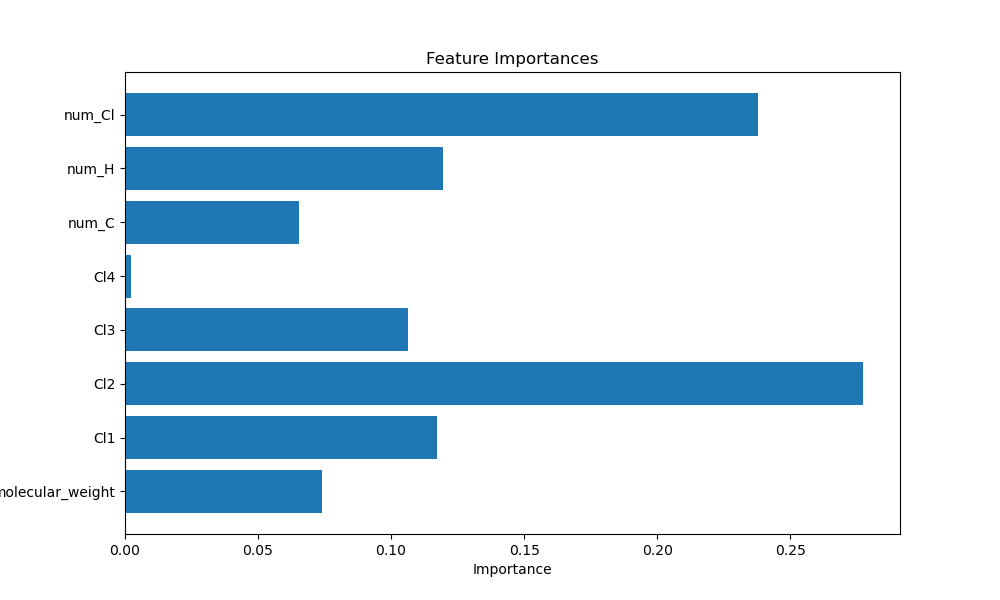 Feature Importances
num_Cl
num_H
num_C
Cl4
Cl3
Cl2
Cl1
molecular_weight
0.00 0.05 0.10 0.15 0.20 0.25
Importance